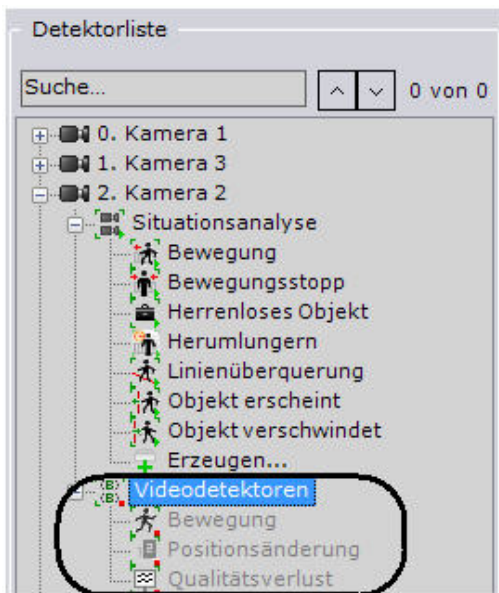 Detektorliste
Suche...
0 von 0
0. Kamera 1
1. Kamera 3
2. Kamera 2
Situationsanalyse
Bewegung
Bewegungsstopp
Herrenloses Objekt
Herumlungern
Linienüberquerung
Objekt erscheint
Objekt verschwindet
Erzeugen...
Videodetektoren
Bewegung
Positionsänderung
Qualitätsverlust